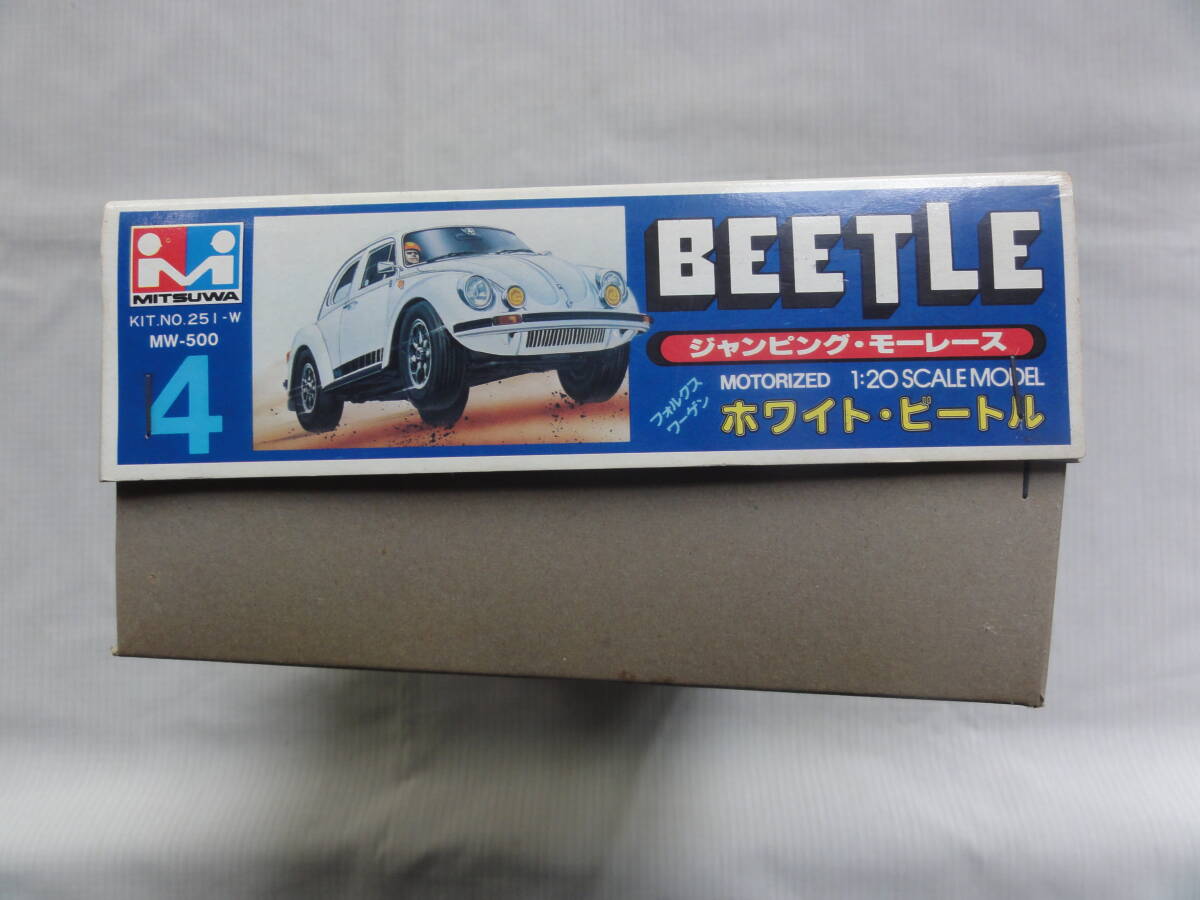 MITSUWA
KIT.NO.251-W
MW-500
4
BEETLE
ジャンピング・モーレース
MOTORIZED 1:20 SCALE MODEL
フォルクス
ワーゲン
ホワイト・ビートル